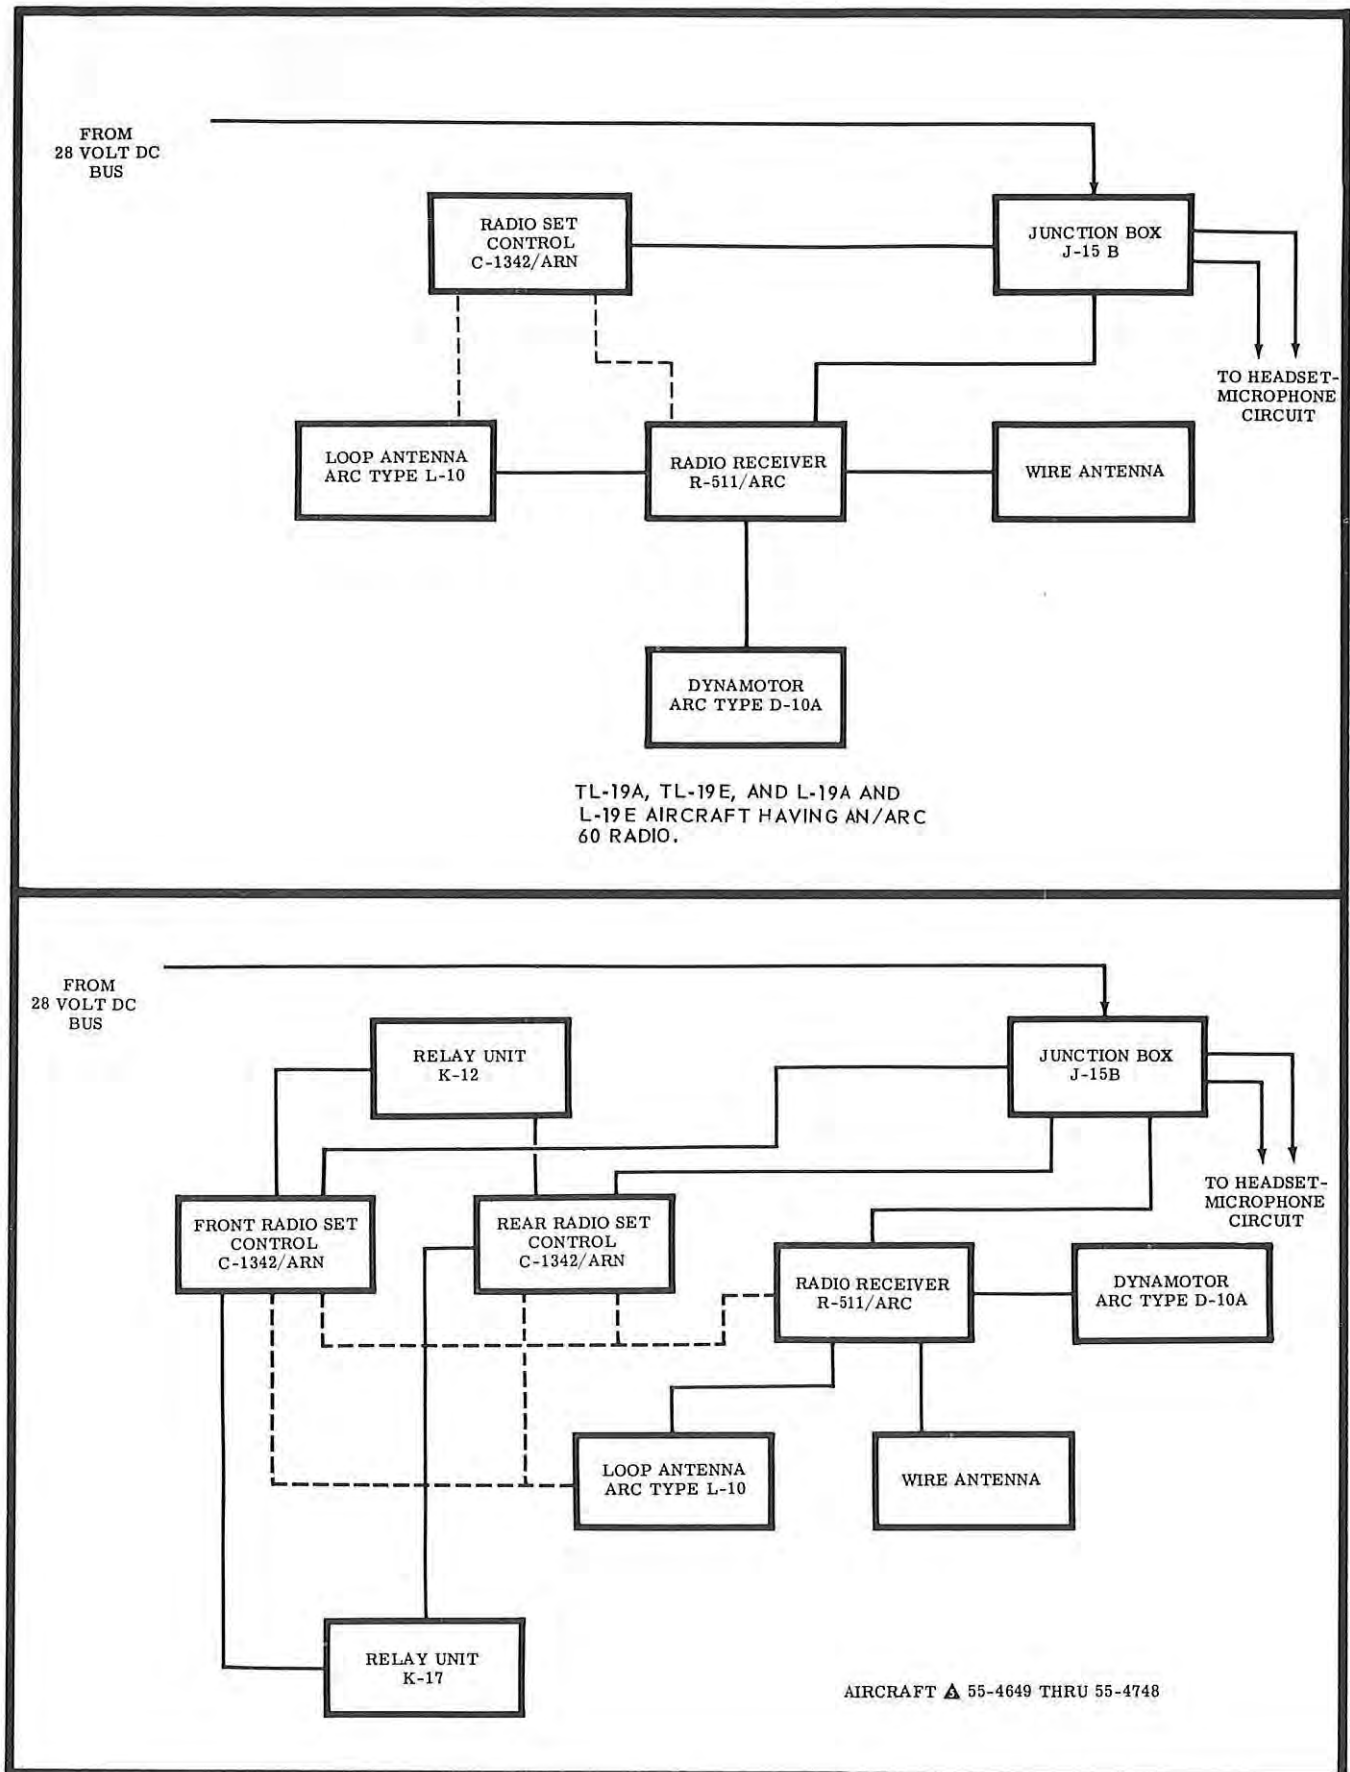 FROM
28 VOLT DC
BUS
RADIO SET
CONTROL
C-1342/ARN
JUNCTION BOX
J-15 B
TO HEADSET-
MICROPHONE
CIRCUIT
LOOP ANTENNA
ARC TYPE L-10
RADIO RECEIVER
R-511/ARC
WIRE ANTENNA
DYNAMOTOR
ARC TYPE D-10A
TL-19A, TL-19E, AND L-19A AND
L-19E AIRCRAFT HAVING AN/ARC
60 RADIO.
FROM
28 VOLT DC
BUS
RELAY UNIT
K-12
JUNCTION BOX
J-15B
TO HEADSET-
MICROPHONE
CIRCUIT
FRONT RADIO SET
CONTROL
C-1342/ARN
REAR RADIO SET
CONTROL
C-1342/ARN
RADIO RECEIVER
R-511/ARC
DYNAMOTOR
ARC TYPE D-10A
LOOP ANTENNA
ARC TYPE L-10
WIRE ANTENNA
RELAY UNIT
K-17
AIRCRAFT 55-4649 THRU 55-4748